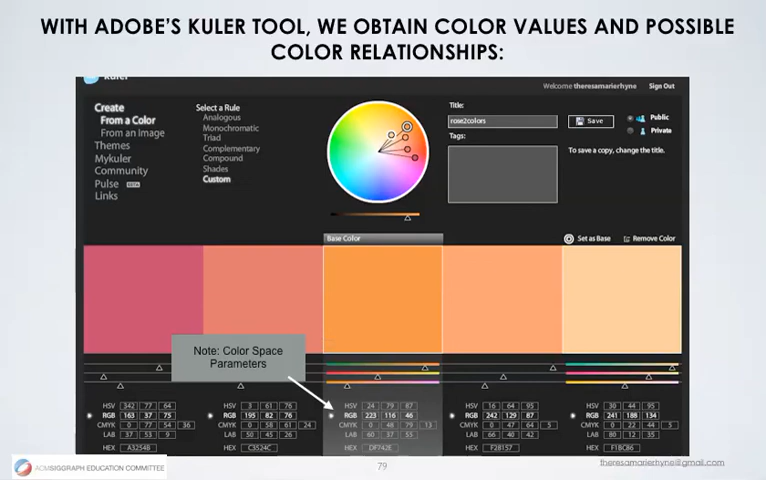 WITH ADOBE'S KULER TOOL, WE OBTAIN COLOR VALUES AND POSSIBLE
COLOR RELATIONSHIPS:
kuler
Welcome theresamarierhyne Sign Out
Create
From a Color
From an Image
Themes
Mykuler
Community
Pulse BETA
Links
Select a Rule
Analogous
Monochromatic
Triad
Complementary
Compound
Shades
Custom
Title:
rose2colors
Save
Public
Private
Tags:
To save a copy, change the title.
Base Color
Set as Base Remove Color
Note: Color Space
Parameters
HSV 342 77 64
RGB 163 37 75
CMYK 0 77 54 36
LAB 37 53 9
HEX A3254B
HSV 3 61 76
RGB 195 82 76
CMYK 0 58 61 24
LAB 50 45 26
HEX C3524C
HSV 24 79 87
RGB 223 116 46
CMYK 0 48 79 13
LAB 60 37 55
HEX DF742E
HSV 16 64 95
RGB 242 129 87
CMYK 0 47 64 5
LAB 66 40 42
HEX F28157
HSV 30 44 95
RGB 241 188 134
CMYK 0 22 44 5
LAB 80 12 35
HEX F1BC86
ACMSIGGRAPH EDUCATION COMMITTEE
79
theresamarierhyne@gmail.com